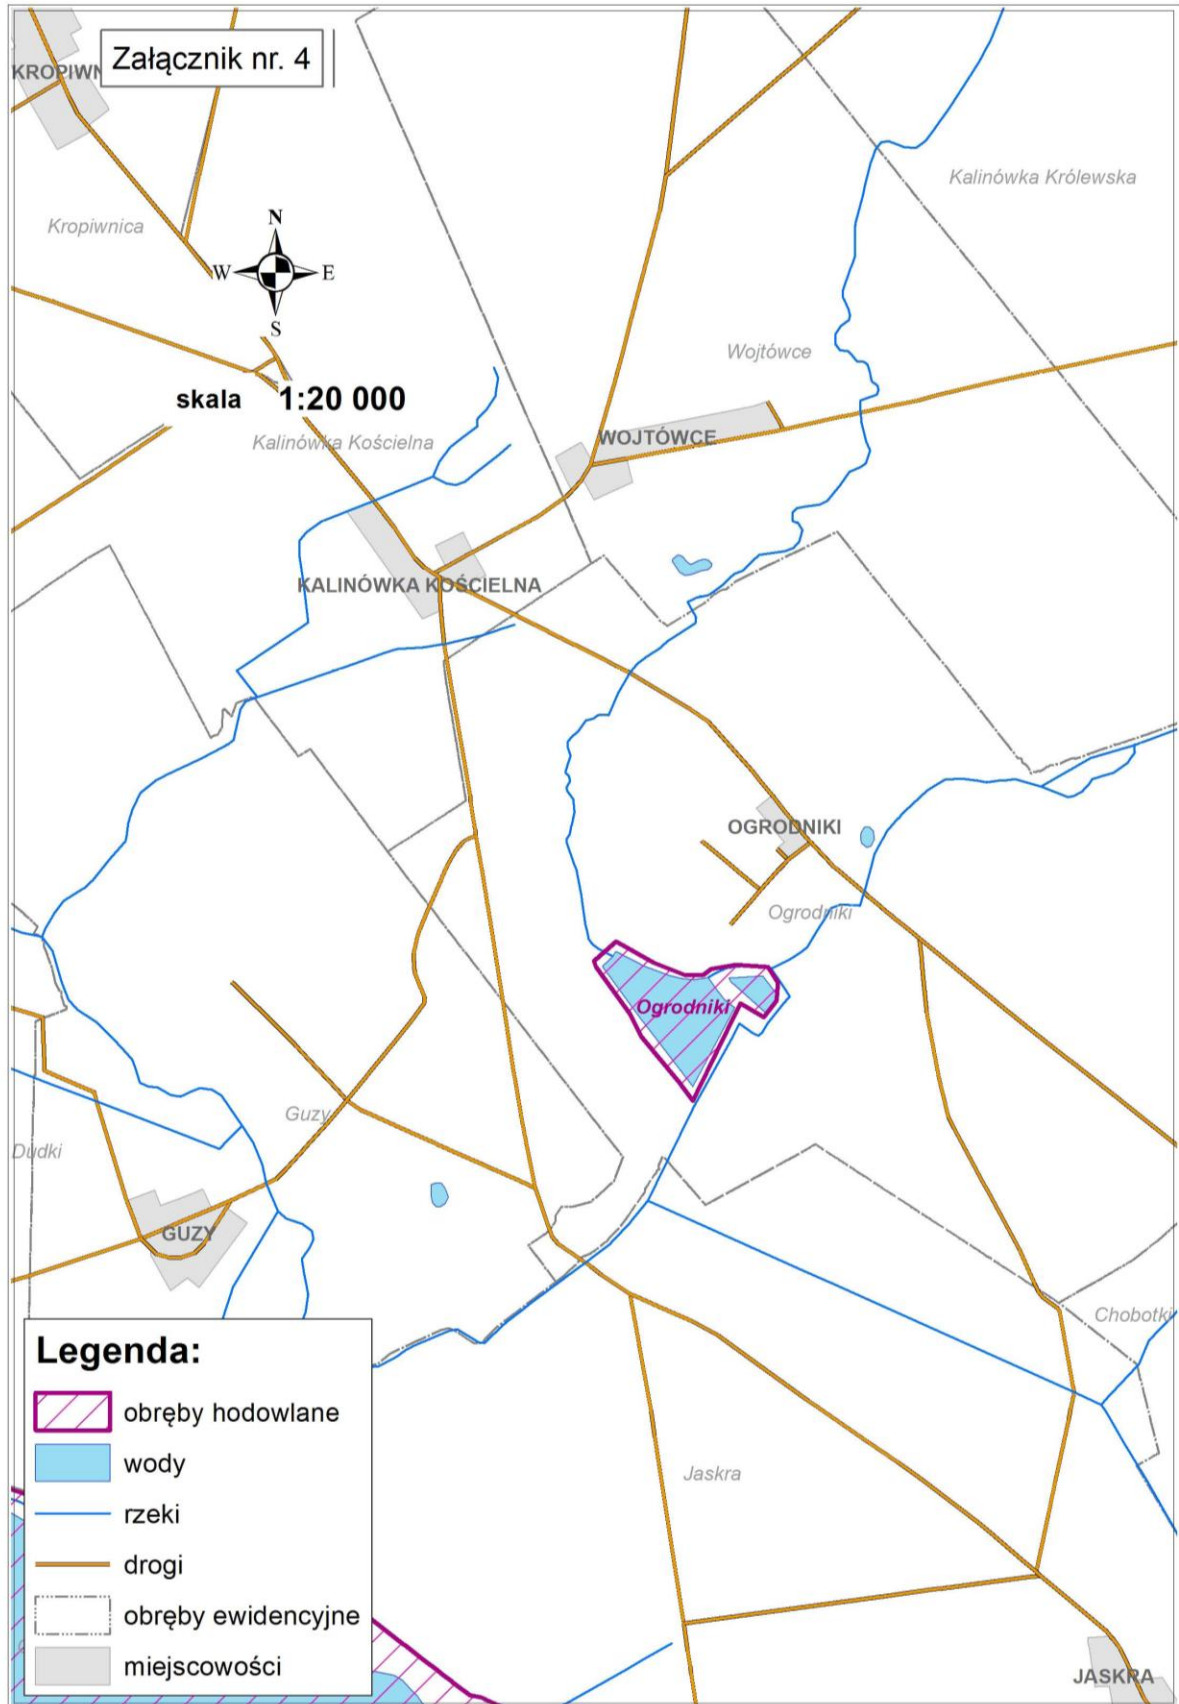 Załącznik nr. 4
KROPIWN
Kalinówka Królewska
Kropiwnica
N
W E
S
Wojtówce
skala 1:20 000
Kalinówka Kościelna
WOJTÓWCE
KALINÓWKA KOŚCIELNA
OGRODNIKI
Ogrodniki
Ogrodniki
Guzy
Dudki
GUZY
Chobotki
Jaskra
JASKRA
Legenda:
obręby hodowlane
wody
rzeki
drogi
obręby ewidencyjne
miejscowości